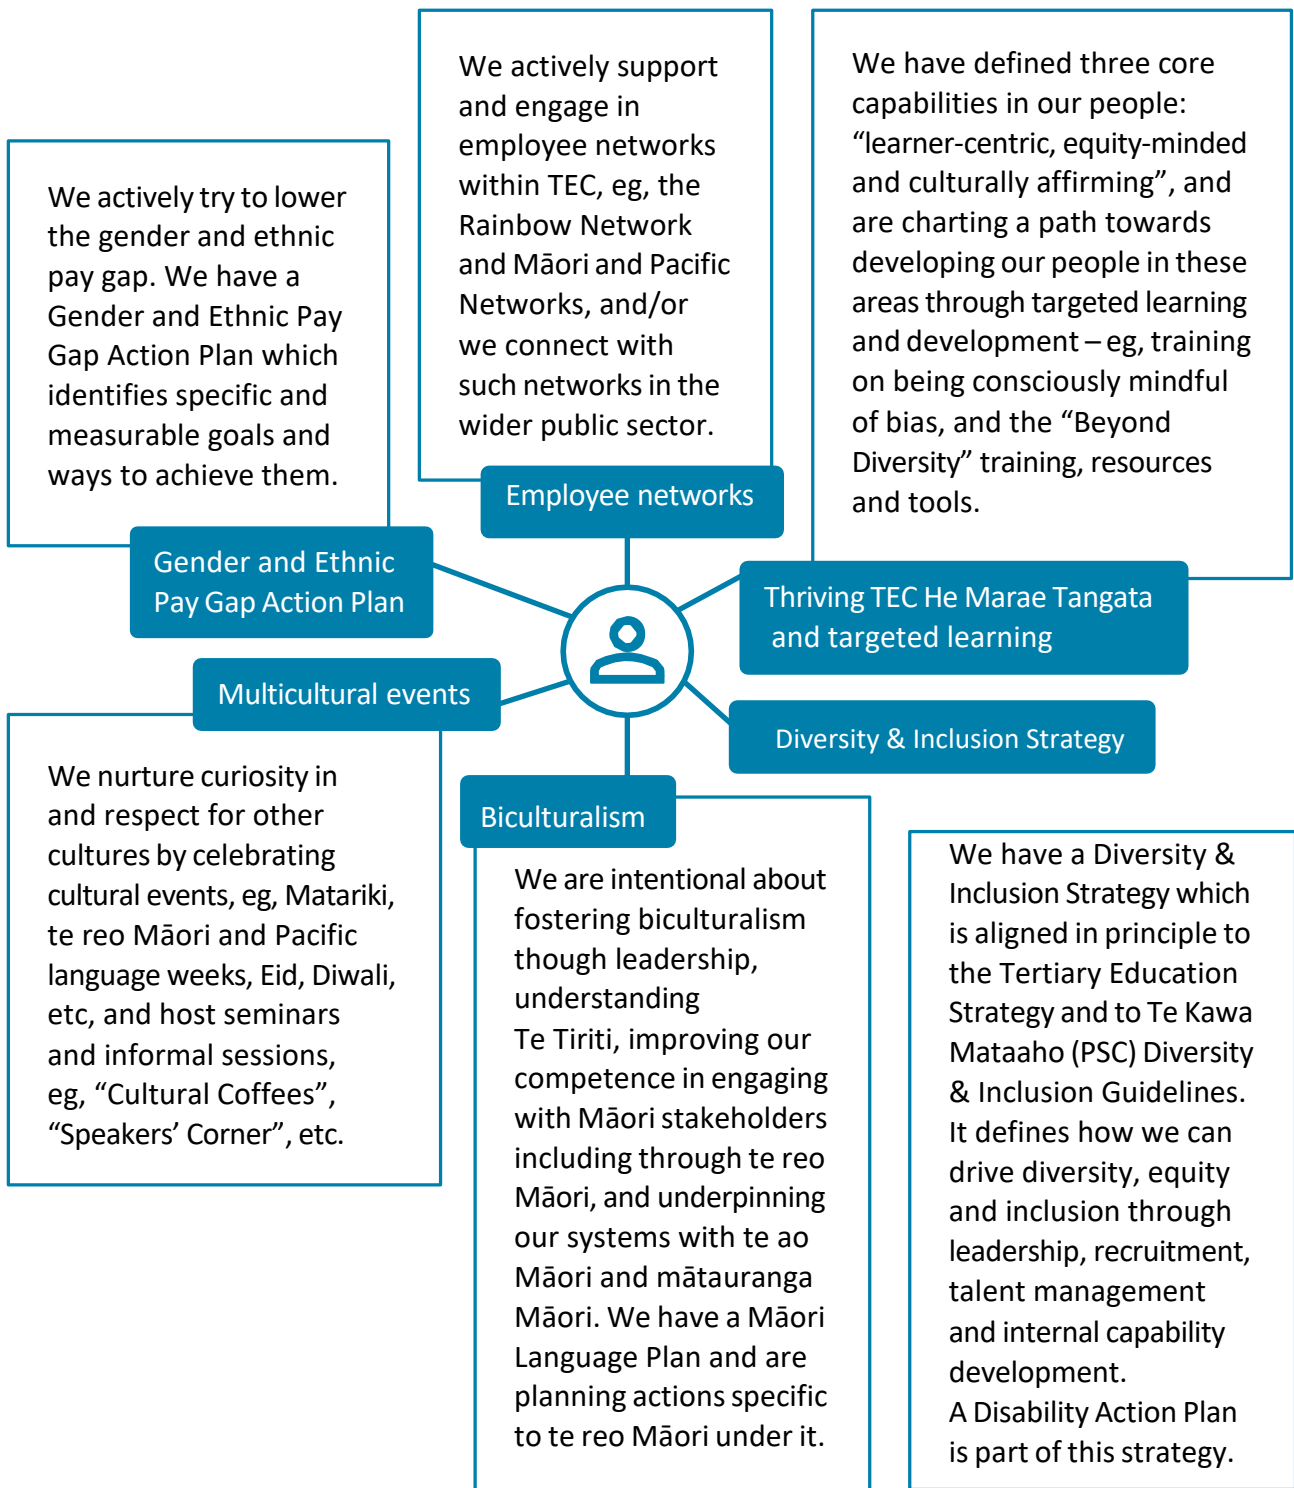 We actively try to lower
the gender and ethnic
pay gap. We have a
Gender and Ethnic Pay
Gap Action Plan which
identifies specific and
measurable goals and
ways to achieve them.
Gender and Ethnic
Pay Gap Action Plan
We actively support
and engage in
employee networks
within TEC, eg, the
Rainbow Network
and Māori and Pacific
Networks, and/or
we connect with
such networks in the
wider public sector.
Employee networks
We have defined three core
capabilities in our people:
“learner-centric, equity-minded
and culturally affirming”, and
are charting a path towards
developing our people in these
areas through targeted learning
and development – eg, training
on being consciously mindful
of bias, and the “Beyond
Diversity” training, resources
and tools.
Thriving TEC He Marae Tangata
and targeted learning
Multicultural events
We nurture curiosity in
and respect for other
cultures by celebrating
cultural events, eg, Matariki,
te reo Māori and Pacific
language weeks, Eid, Diwali,
etc, and host seminars
and informal sessions,
eg, “Cultural Coffees”,
“Speakers’ Corner”, etc.
Biculturalism
We are intentional about
fostering biculturalism
though leadership,
understanding
Te Tiriti, improving our
competence in engaging
with Māori stakeholders
including through te reo
Māori, and underpinning
our systems with te ao
Māori and mātauranga
Māori. We have a Māori
Language Plan and are
planning actions specific
to te reo Māori under it.
Diversity & Inclusion Strategy
We have a Diversity &
Inclusion Strategy which
is aligned in principle to
the Tertiary Education
Strategy and to Te Kawa
Mataaho (PSC) Diversity
& Inclusion Guidelines.
It defines how we can
drive diversity, equity
and inclusion through
leadership, recruitment,
talent management
and internal capability
development.
A Disability Action Plan
is part of this strategy.